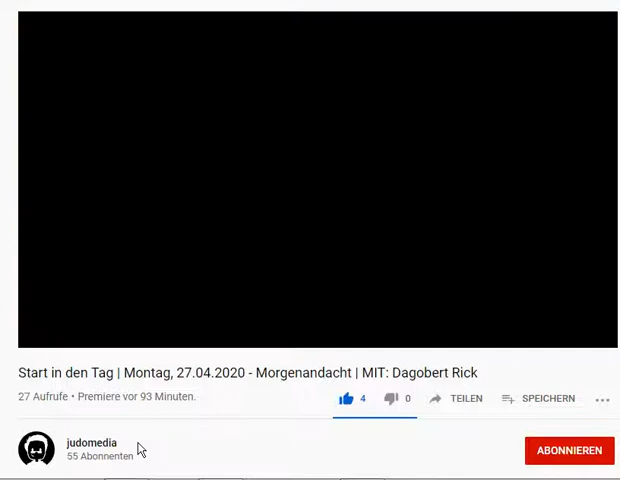 Start in den Tag | Montag, 27.04.2020 - Morgenandacht | MIT: Dagobert Rick
27 Aufrufe • Premiere vor 93 Minuten.
4 0 TEILEN SPEICHERN
judomedia
55 Abonnenten
ABONNIEREN